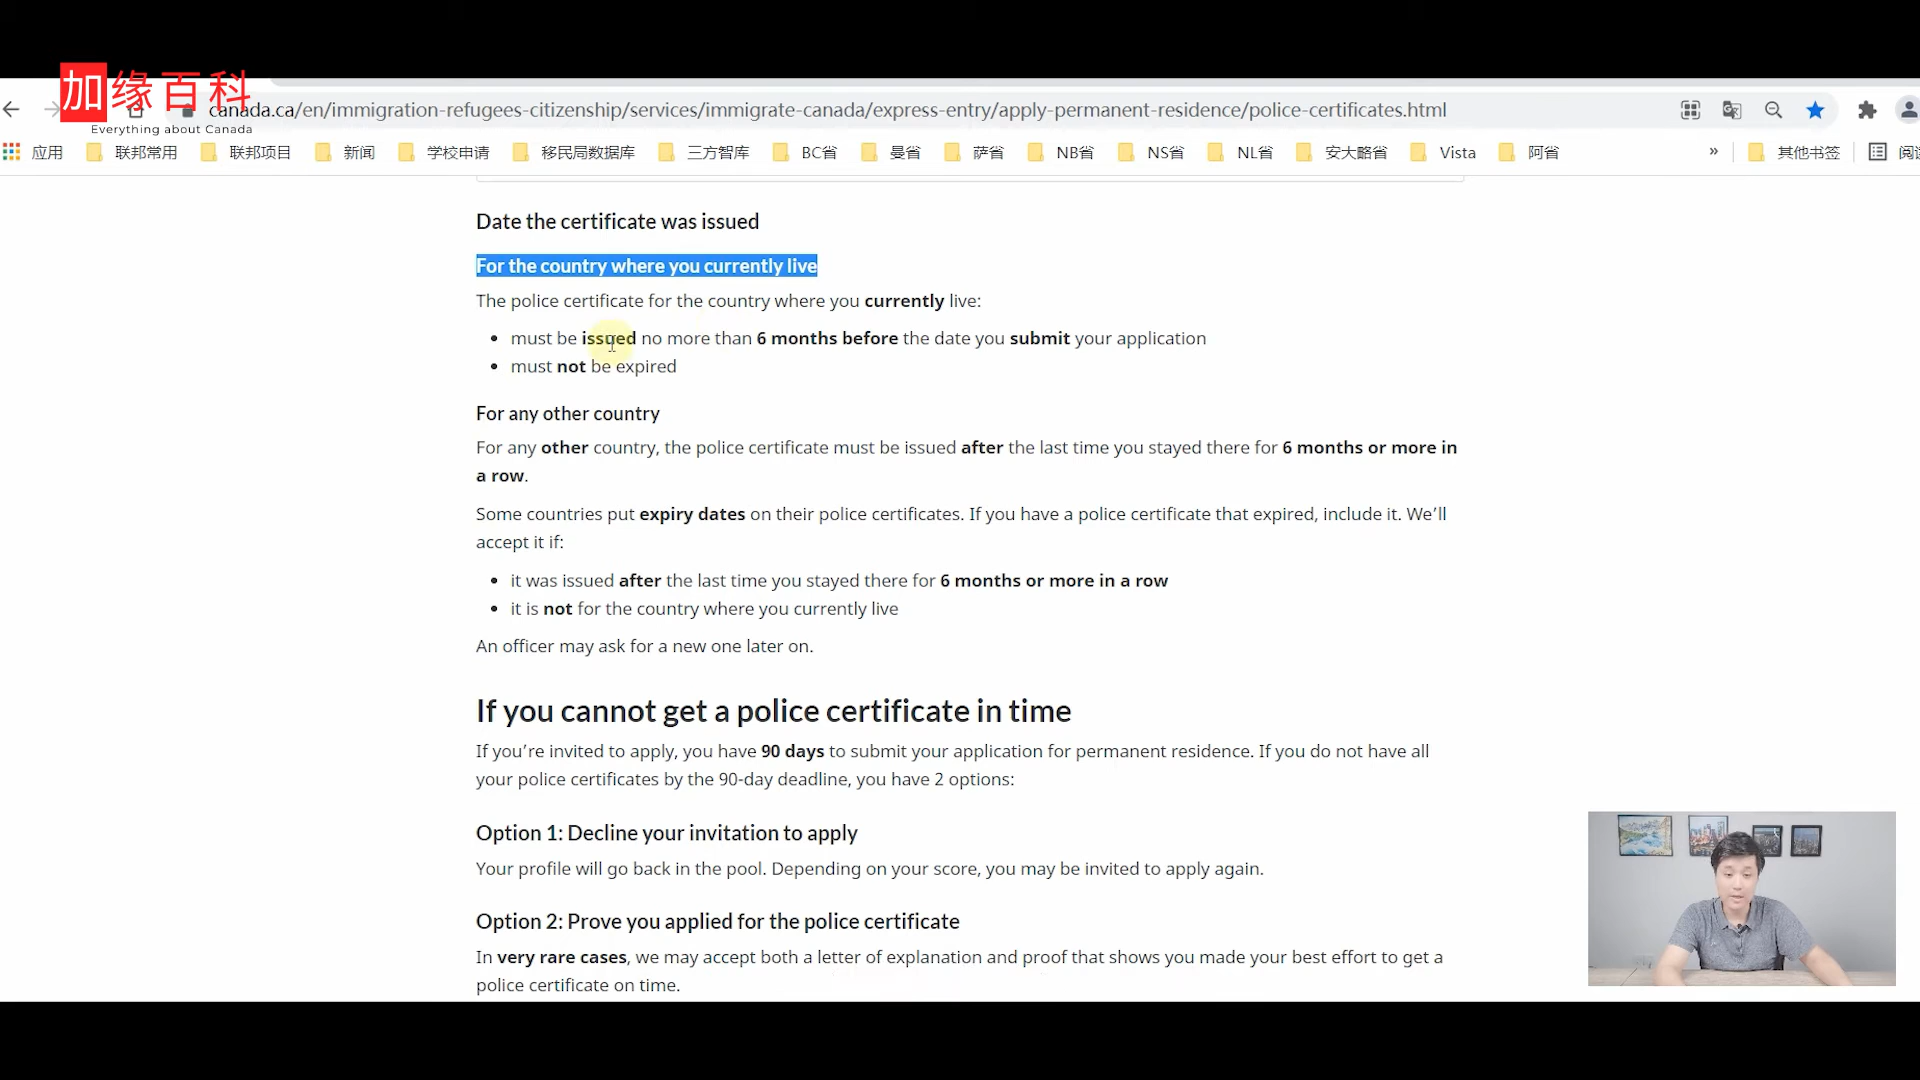 加缘百科
Everything about Canada
canada.ca/en/immigration-refugees-citizenship/services/immigrate-canada/express-entry/apply-permanent-residence/police-certificates.html
应用 联邦常用 联邦项目 新闻 学校申请 移民局数据库 三方智库 BC省 曼省 萨省 NB省 NS省 NL省 安大略省 Vista 阿省 » 其他书签
Date the certificate was issued
For the country where you currently live
The police certificate for the country where you currently live:
• must be issued no more than 6 months before the date you submit your application
• must not be expired
For any other country
For any other country, the police certificate must be issued after the last time you stayed there for 6 months or more in
a row.
Some countries put expiry dates on their police certificates. If you have a police certificate that expired, include it. We’ll
accept it if:
• it was issued after the last time you stayed there for 6 months or more in a row
• it is not for the country where you currently live
An officer may ask for a new one later on.
If you cannot get a police certificate in time
If you’re invited to apply, you have 90 days to submit your application for permanent residence. If you do not have all
your police certificates by the 90-day deadline, you have 2 options:
Option 1: Decline your invitation to apply
Your profile will go back in the pool. Depending on your score, you may be invited to apply again.
Option 2: Prove you applied for the police certificate
In very rare cases, we may accept both a letter of explanation and proof that shows you made your best effort to get a
police certificate on time.